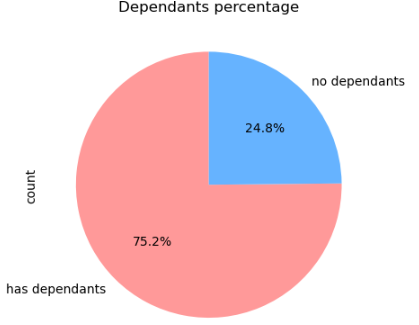 Dependants percentage
no dependants
24.8%
count
75.2%
has dependants